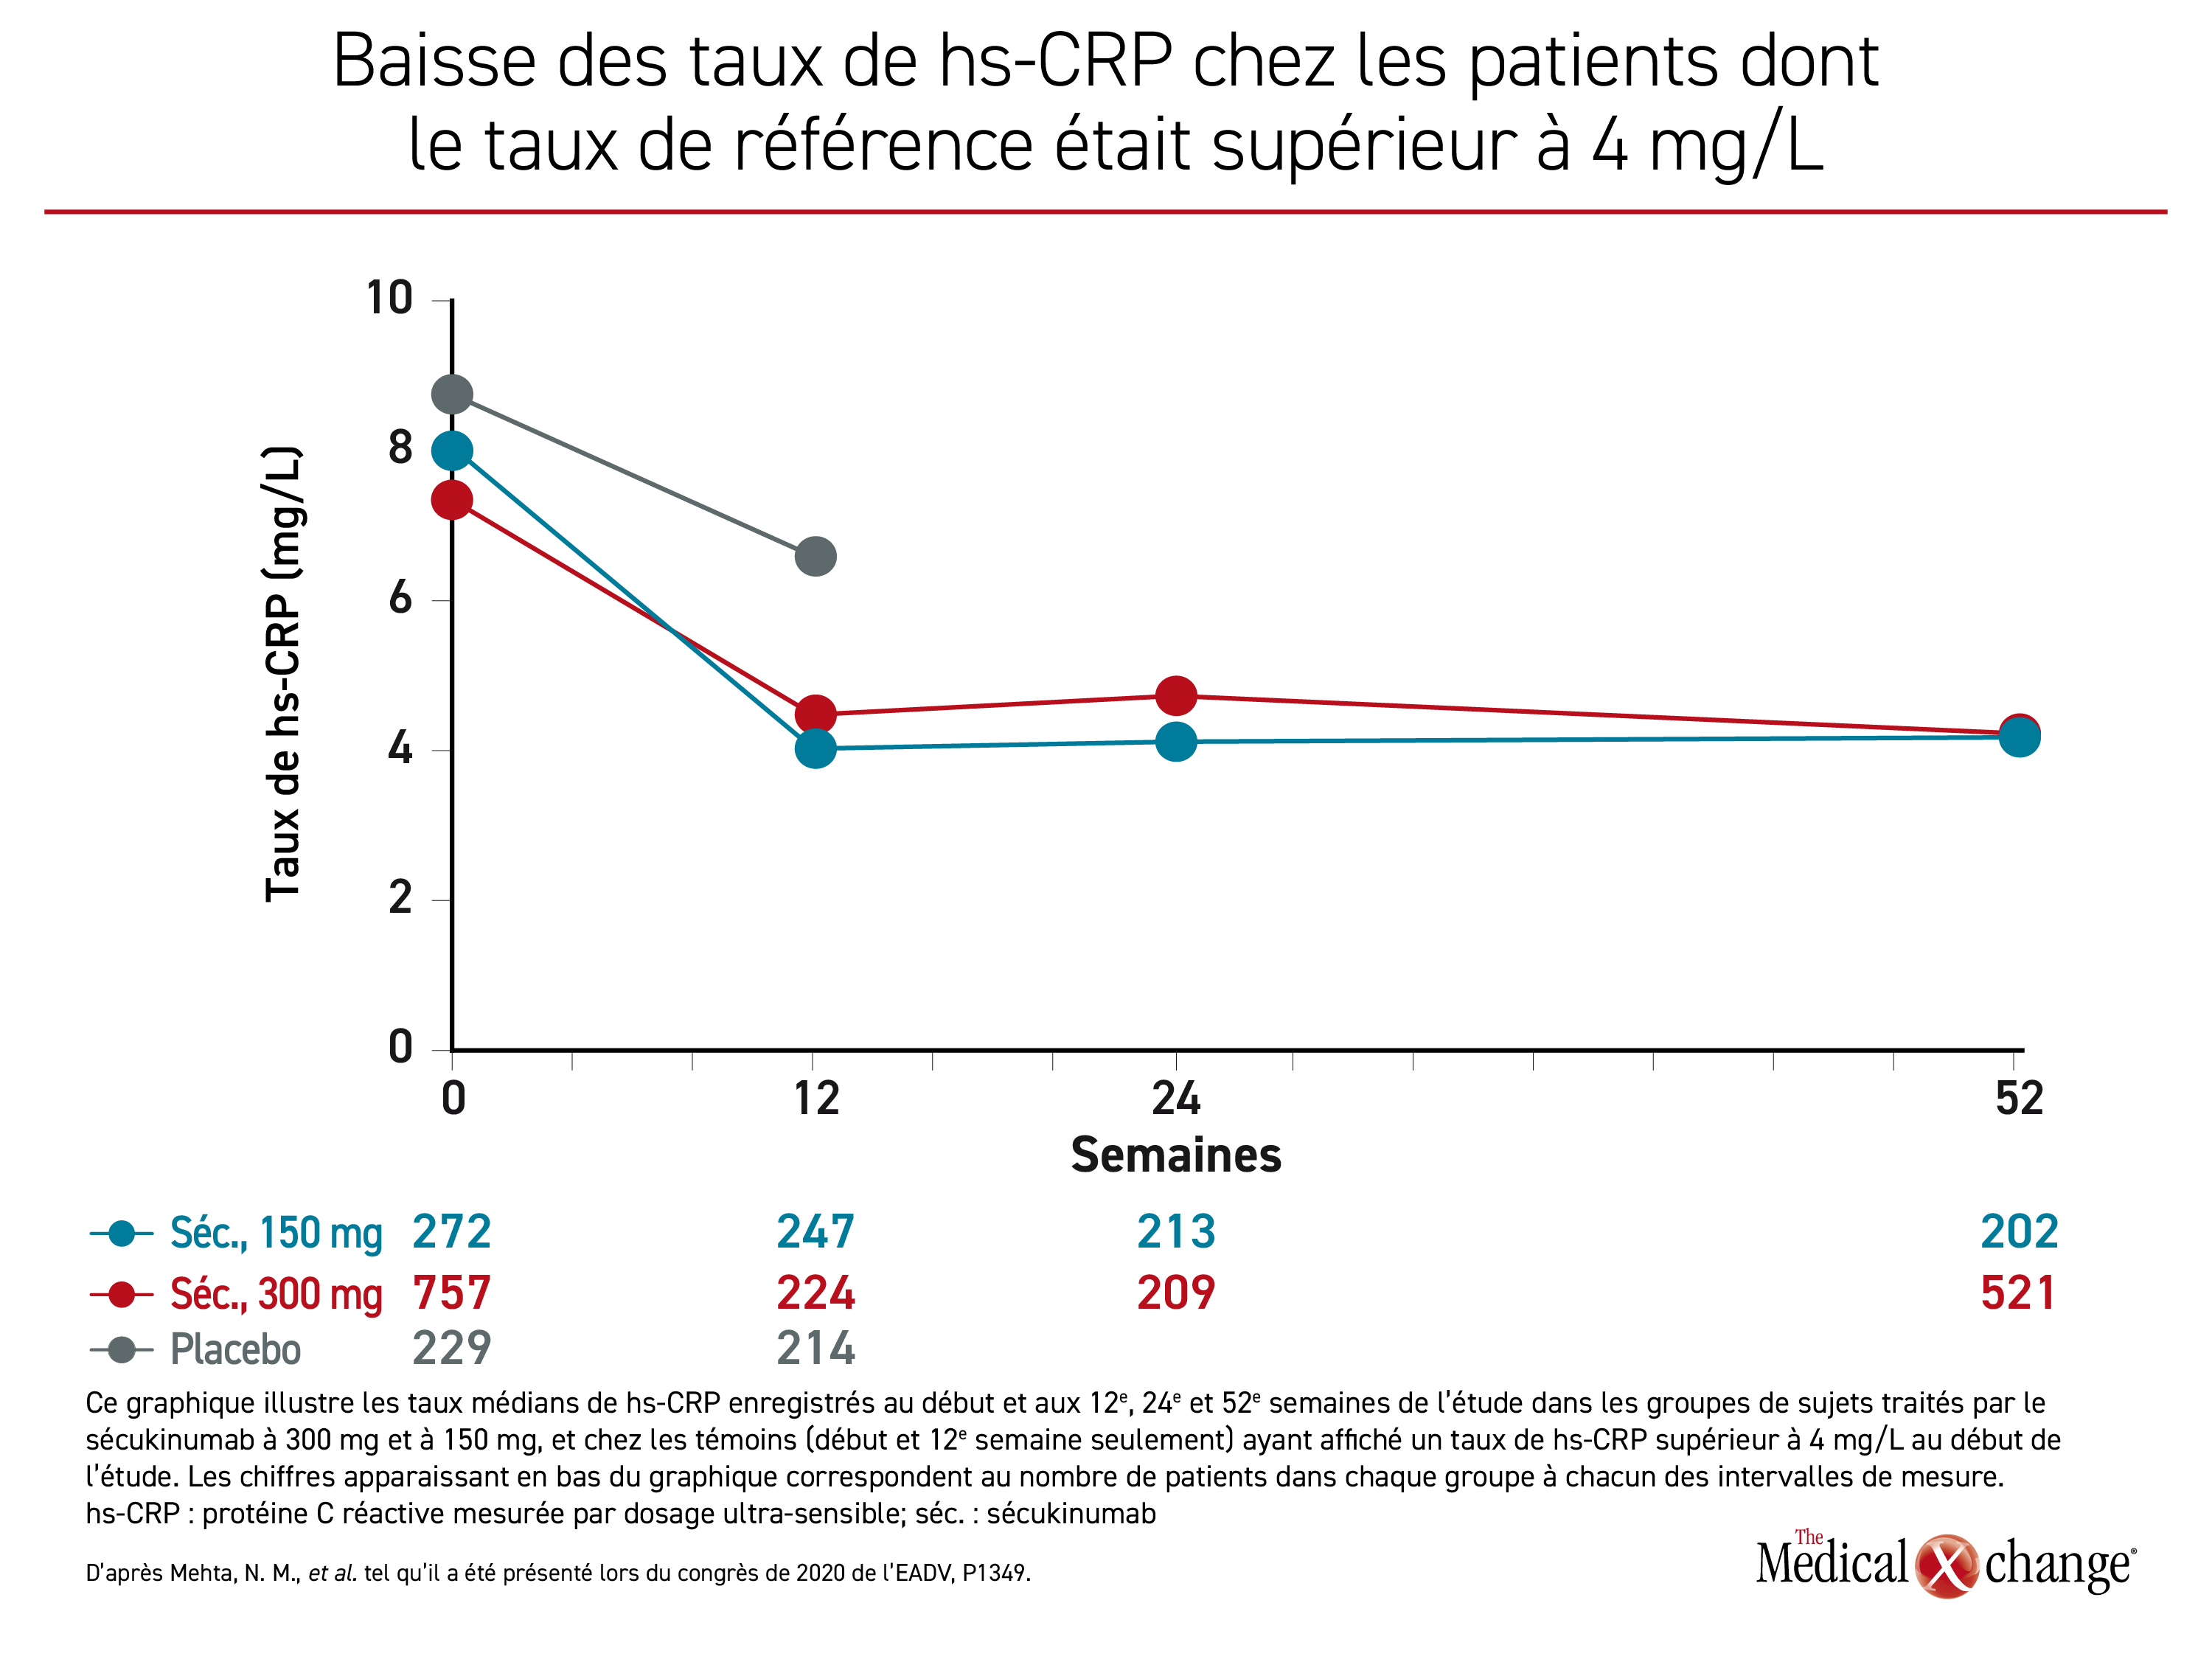 Baisse des taux de hs-CRP chez les patients dont
le taux de référence était supérieur à 4 mg/L
Taux de hs-CRP (mg/L)
10
8
6
4
2
0
0 12 24 52
Semaines
Séc., 150 mg 272 247 213 202
Séc., 300 mg 757 224 209 521
Placebo 229 214
Ce graphique illustre les taux médians de hs-CRP enregistrés au début et aux 12e, 24e et 52e semaines de l’étude dans les groupes de sujets traités par le
sécukinumab à 300 mg et à 150 mg, et chez les témoins (début et 12e semaine seulement) ayant affiché un taux de hs-CRP supérieur à 4 mg/L au début de
l’étude. Les chiffres apparaissant en bas du graphique correspondent au nombre de patients dans chaque groupe à chacun des intervalles de mesure.
hs-CRP : protéine C réactive mesurée par dosage ultra-sensible; séc. : sécukinumab
D’après Mehta, N. M., et al. tel qu’il a été présenté lors du congrès de 2020 de l’EADV, P1349.
The
Medical X change®